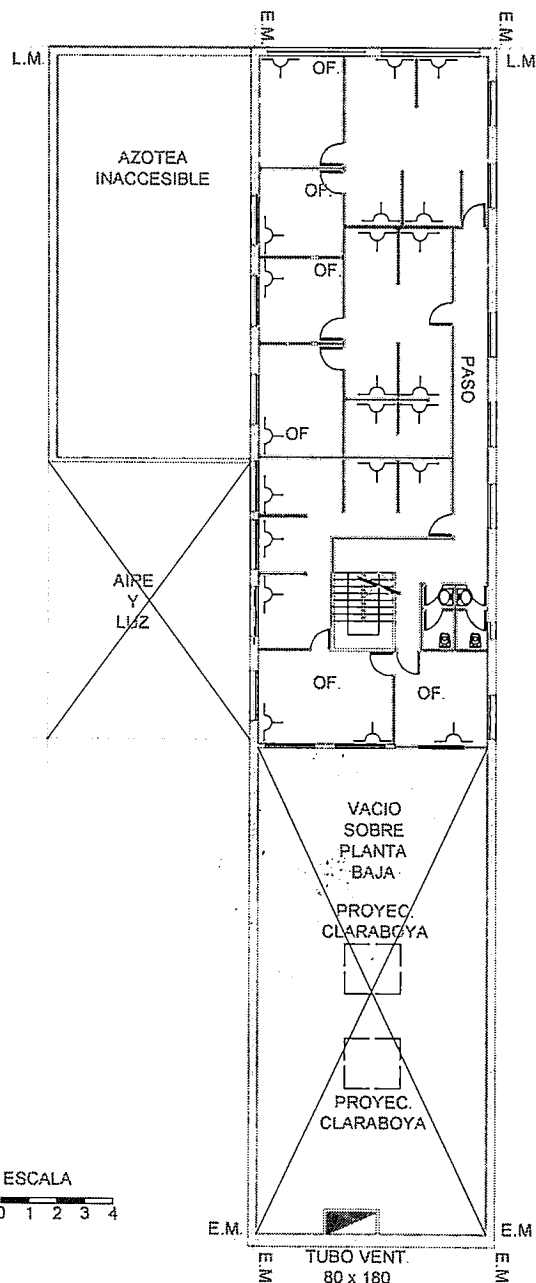 E.M.
E.M.
L.M.
L.M
OF.
AZOTEA
INACCESIBLE
OF.
OF.
PASO
OF
AIRE
Y
LUZ
OF.
OF.
VACIO
SOBRE
PLANTA
BAJA
PROYEC.
CLARABOYA
PROYEC.
CLARABOYA
ESCALA
0 1 2 3 4
E.M.
E.M
TUBO VENT.
80 x 180
E.M
E.M